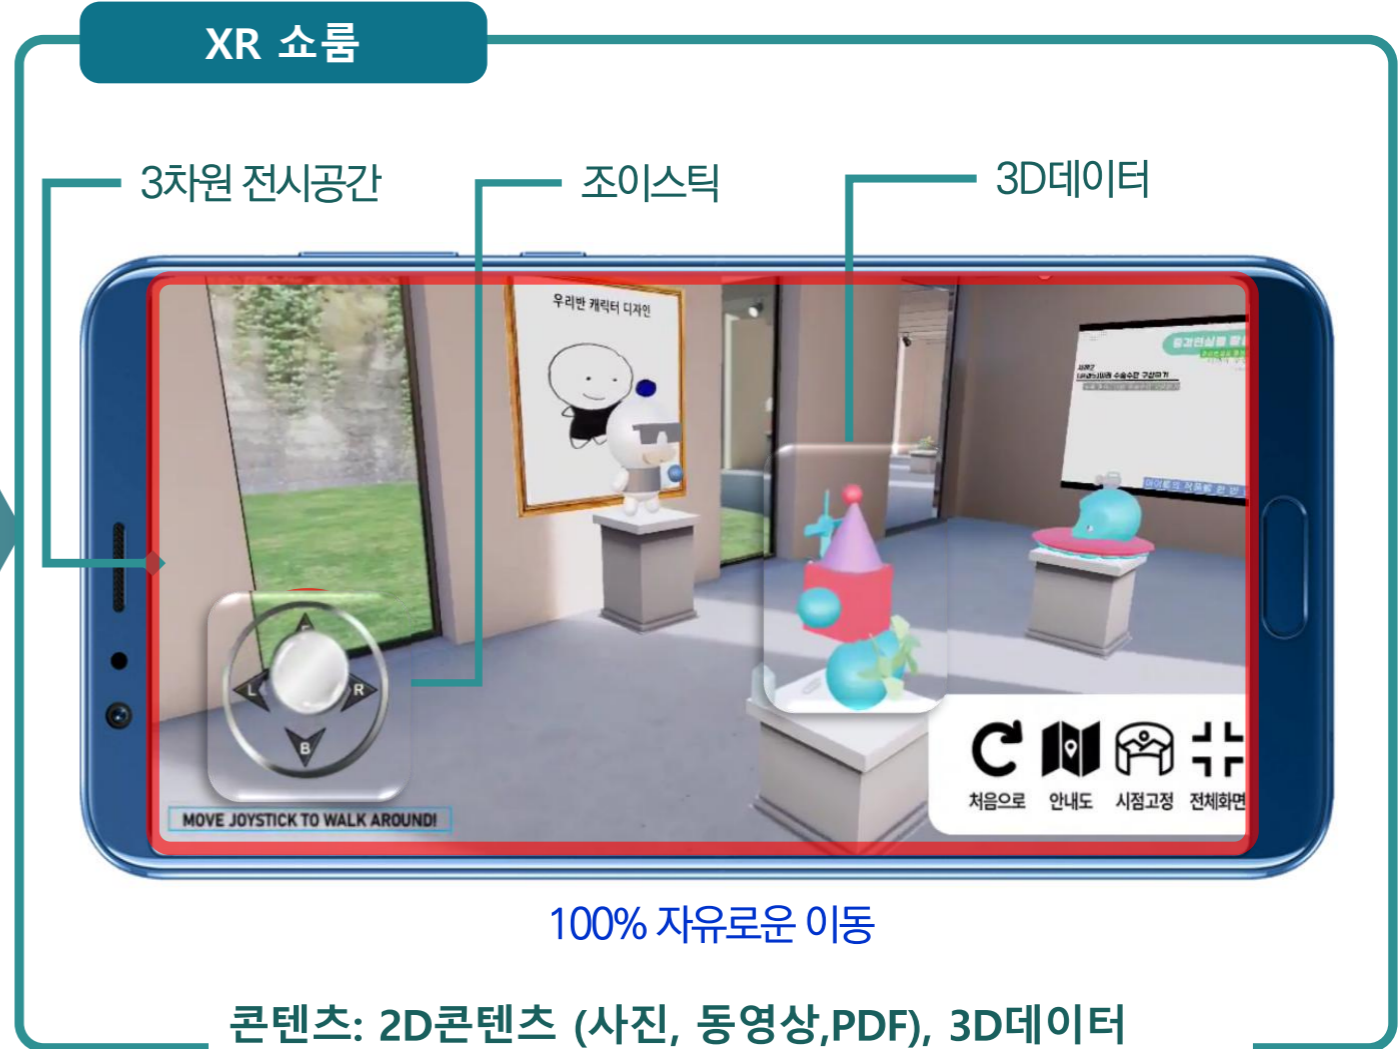 XR 쇼룸
3차원 전시공간
조이스틱
3D데이터
우리반 캐릭터 디자인
L
R
B
MOVE JOYSTICK TO WALK AROUND!
처음으로
안내도
시점고정
전체화면
100% 자유로운 이동
콘텐츠: 2D콘텐츠 (사진, 동영상,PDF), 3D데이터